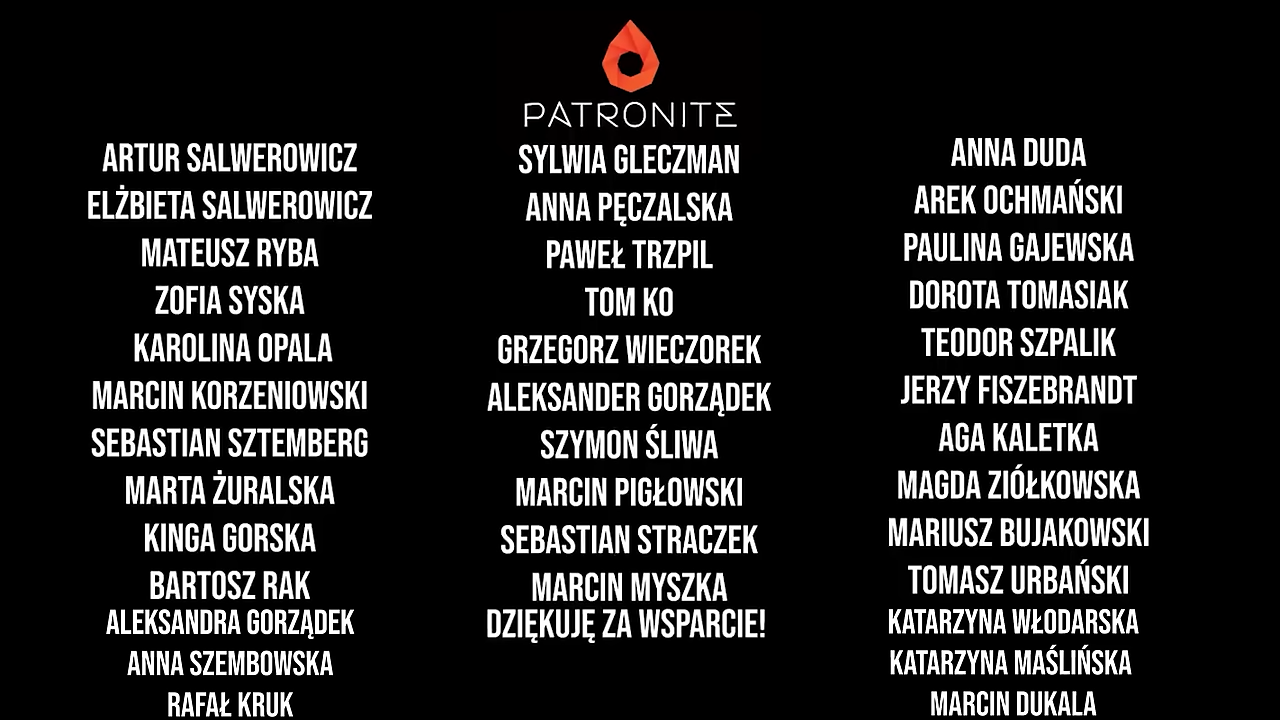 PATRONITE
ARTUR SALWEROWICZ
ELŻBIETA SALWEROWICZ
MATEUSZ RYBA
ZOFIA SYSKA
KAROLINA OPALA
MARCIN KORZENIOWSKI
SEBASTIAN SZTEMBERG
MARTA ŻURALSKA
KINGA GORSKA
BARTOSZ RAK
ALEKSANDRA GORZĄDEK
ANNA SZEMBOWSKA
RAFAŁ KRUK
SYLWIA GLECZMAN
ANNA PĘCZALSKA
PAWEŁ TRZPIL
TOM KO
GRZEGORZ WIECZOREK
ALEKSANDER GORZĄDEK
SZYMON ŚLIWA
MARCIN PIGŁOWSKI
SEBASTIAN STRACZEK
MARCIN MYSZKA
DZIĘKUJĘ ZA WSPARCIE!
ANNA DUDA
AREK OCHMAŃSKI
PAULINA GAJEWSKA
DOROTA TOMASIAK
TEODOR SZPALIK
JERZY FISZEBRANDT
AGA KALETKA
MAGDA ZIÓŁKOWSKA
MARIUSZ BUJAKOWSKI
TOMASZ URBAŃSKI
KATARZYNA WŁODARSKA
KATARZYNA MAŚLIŃSKA
MARCIN DUKALA